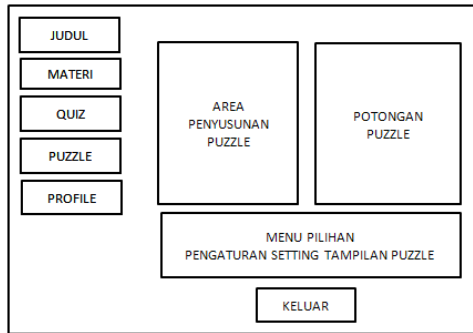 JUDUL
MATERI
QUIZ
PUZZLE
PROFILE
AREA
PENYUSUNAN
PUZZLE
POTONGAN
PUZZLE
MENU PILIHAN
PENGATURAN SETTING TAMPILAN PUZZLE
KELUAR